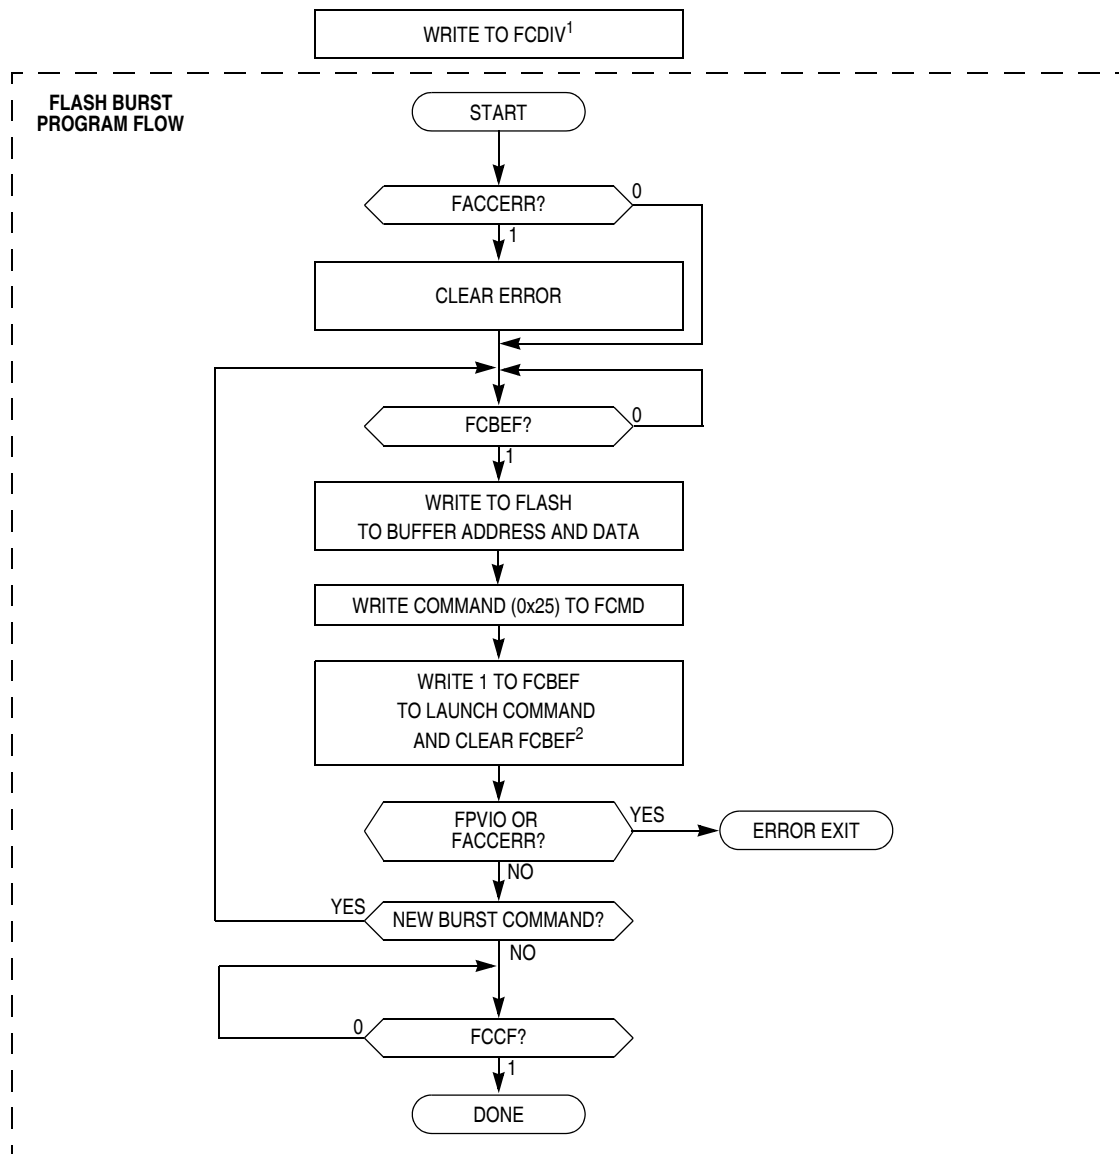 WRITE TO FCDIV1
FLASH BURST
PROGRAM FLOW
START
FACCERR?
0
1
CLEAR ERROR
FCBEF?
0
1
WRITE TO FLASH
TO BUFFER ADDRESS AND DATA
WRITE COMMAND (0x25) TO FCMD
WRITE 1 TO FCBEF
TO LAUNCH COMMAND
AND CLEAR FCBEF2
FPVIO OR
FACCERR?
YES
ERROR EXIT
NO
YES
NEW BURST COMMAND?
NO
0
FCCF?
1
DONE